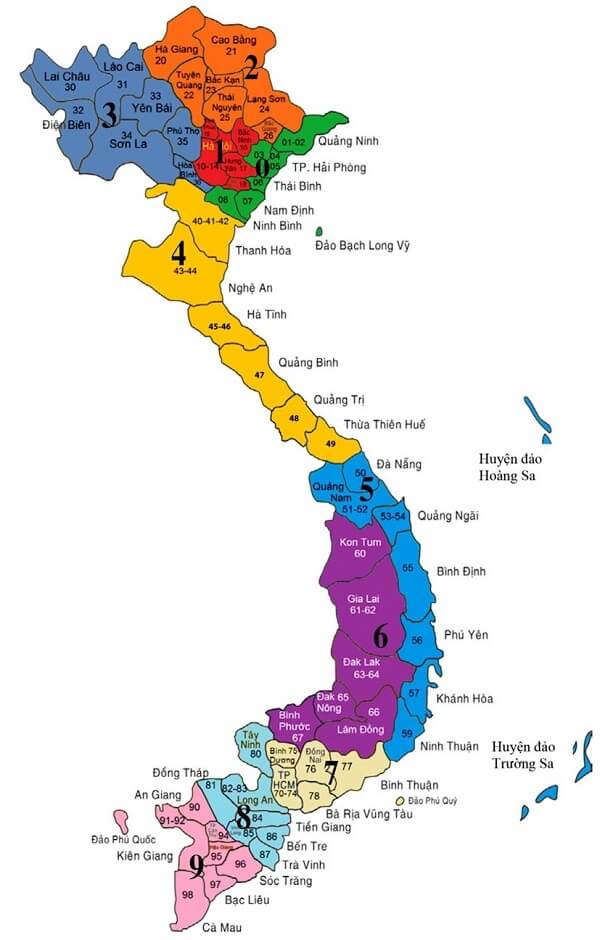 Cao Bằng
21
Hà Giang
20
2
Lào Cai
31
Lai Châu
30
Tuyên
Quang
22
Bắc Kạn
23
Lạng Sơn
24
33
Yên Bái
3
32
Điện Biên
Thái
Nguyên
25
34
Sơn La
Phú Thọ
35
Bắc
Giang
26
01-02
Quảng Ninh
Hà Nội
1
10-14
Bắc
Ninh
03
04
05
TP. Hải Phòng
0
Hưng
Yên 17
18
Hòa
Bình
06
Thái Bình
08
07
Nam Định
Ninh Bình
Đảo Bạch Long Vỹ
40-41-42
Thanh Hóa
4
43-44
Nghệ An
Hà Tĩnh
45-46
Quảng Bình
47
Quảng Trị
48
Thừa Thiên Huế
49
Huyện đảo
Hoàng Sa
Đà Nẵng
50
5
Quảng
Nam
51-52
53-54
Quảng Ngãi
Kon Tum
60
55
Bình Định
Gia Lai
61-62
6
56
Phú Yên
Đak Lak
63-64
57
Khánh Hòa
Đak 65
Nông
66
Lâm Đồng
Bình
Phước
67
59
Ninh Thuận
Huyện đảo
Trường Sa
Tây
Ninh
80
Bình 75
Dương
Đồng
Nai
76
7
77
Bình Thuận
TP
HCM
70-74
78
Đảo Phú Quý
Bà Rịa Vũng Tàu
Đồng Tháp
81
82-83
Long An
An Giang
90
91-92
8
84
Tiền Giang
Đảo Phú Quốc
Kiên Giang
94
85
86
Bến Tre
87
Trà Vinh
Hậu Giang
95
96
Sóc Trăng
9
97
Bạc Liêu
98
Cà Mau